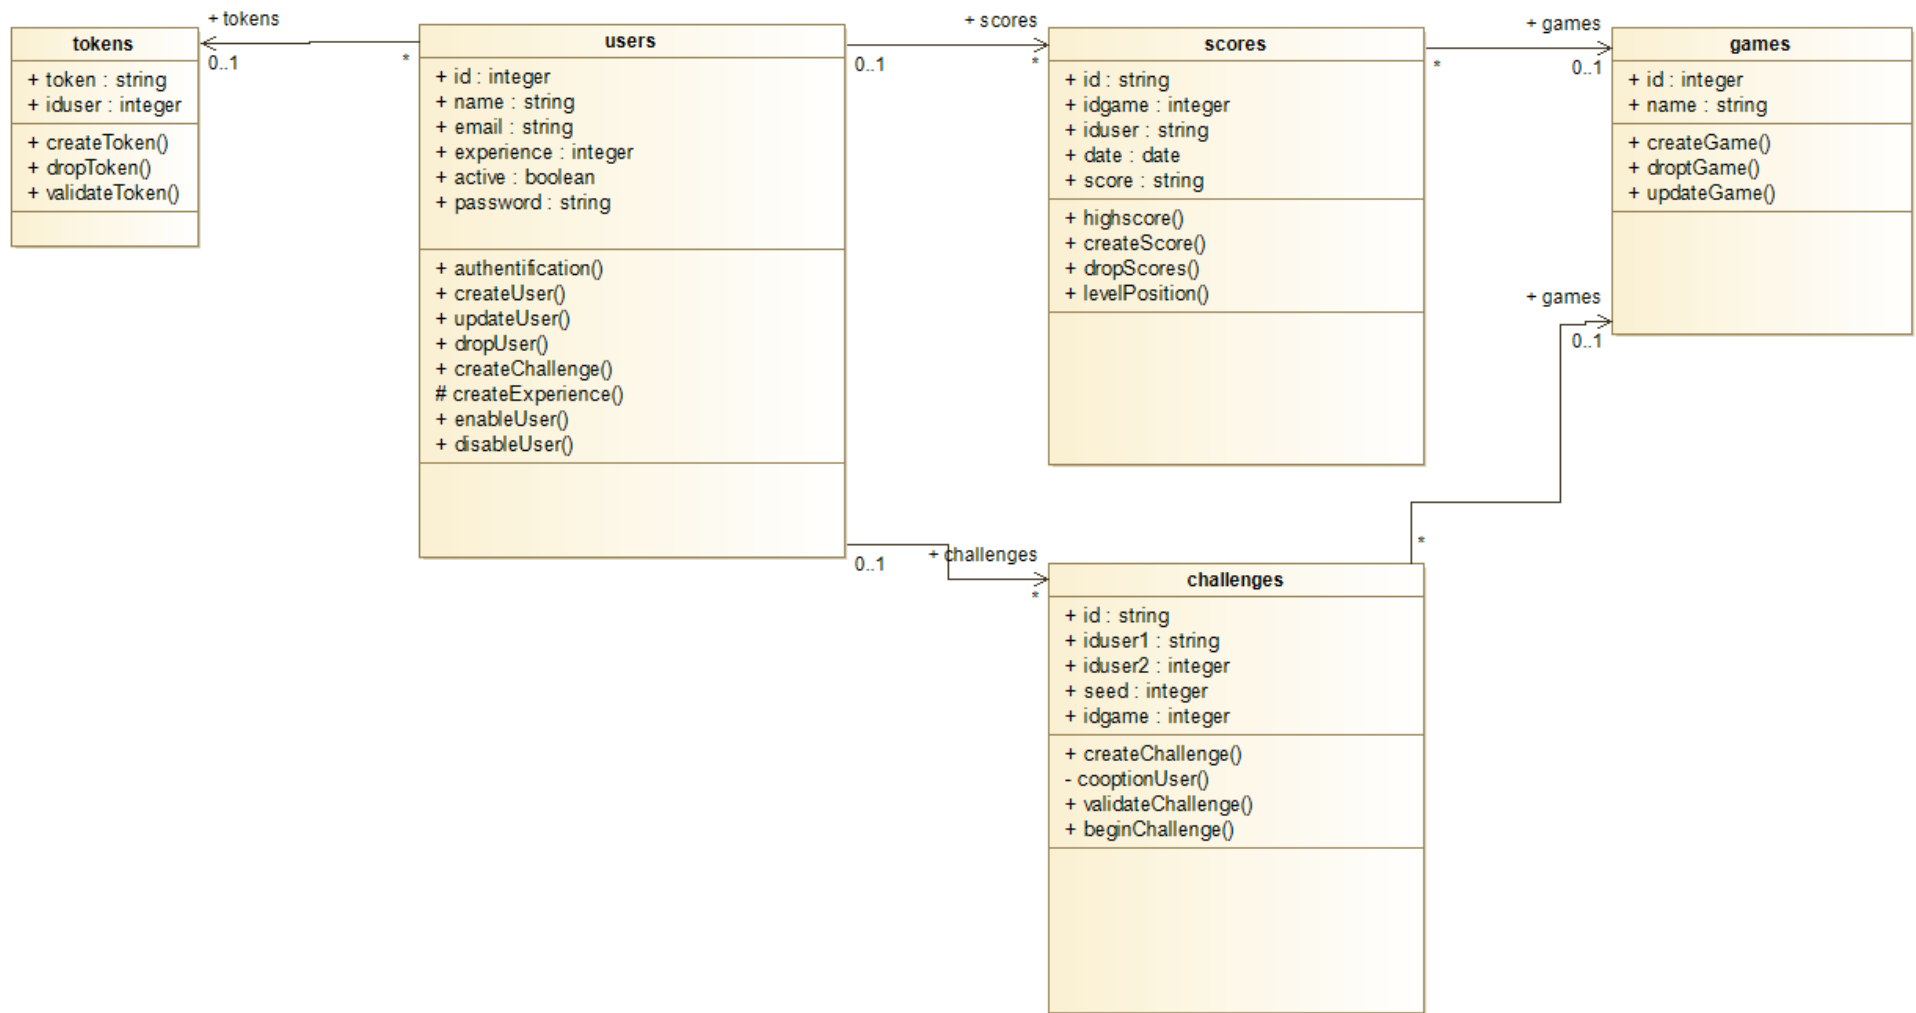 + tokens
0..1
*
tokens
+ token : string
+ iduser : integer
+ createToken()
+ dropToken()
+ validateToken()
users
+ id : integer
+ name : string
+ email : string
+ experience : integer
+ active : boolean
+ password : string
+ authentification()
+ createUser()
+ updateUser()
+ dropUser()
+ createChallenge()
# createExperience()
+ enableUser()
+ disableUser()
+ scores
0..1
*
scores
+ id : string
+ idgame : integer
+ iduser : string
+ date : date
+ score : string
+ highscore()
+ createScore()
+ dropScores()
+ levelPosition()
+ games
*
0..1
games
+ id : integer
+ name : string
+ createGame()
+ droptGame()
+ updateGame()
+ games
0..1
*
+ challenges
0..1
*
challenges
+ id : string
+ iduser1 : string
+ iduser2 : integer
+ seed : integer
+ idgame : integer
+ createChallenge()
- cooptionUser()
+ validateChallenge()
+ beginChallenge()